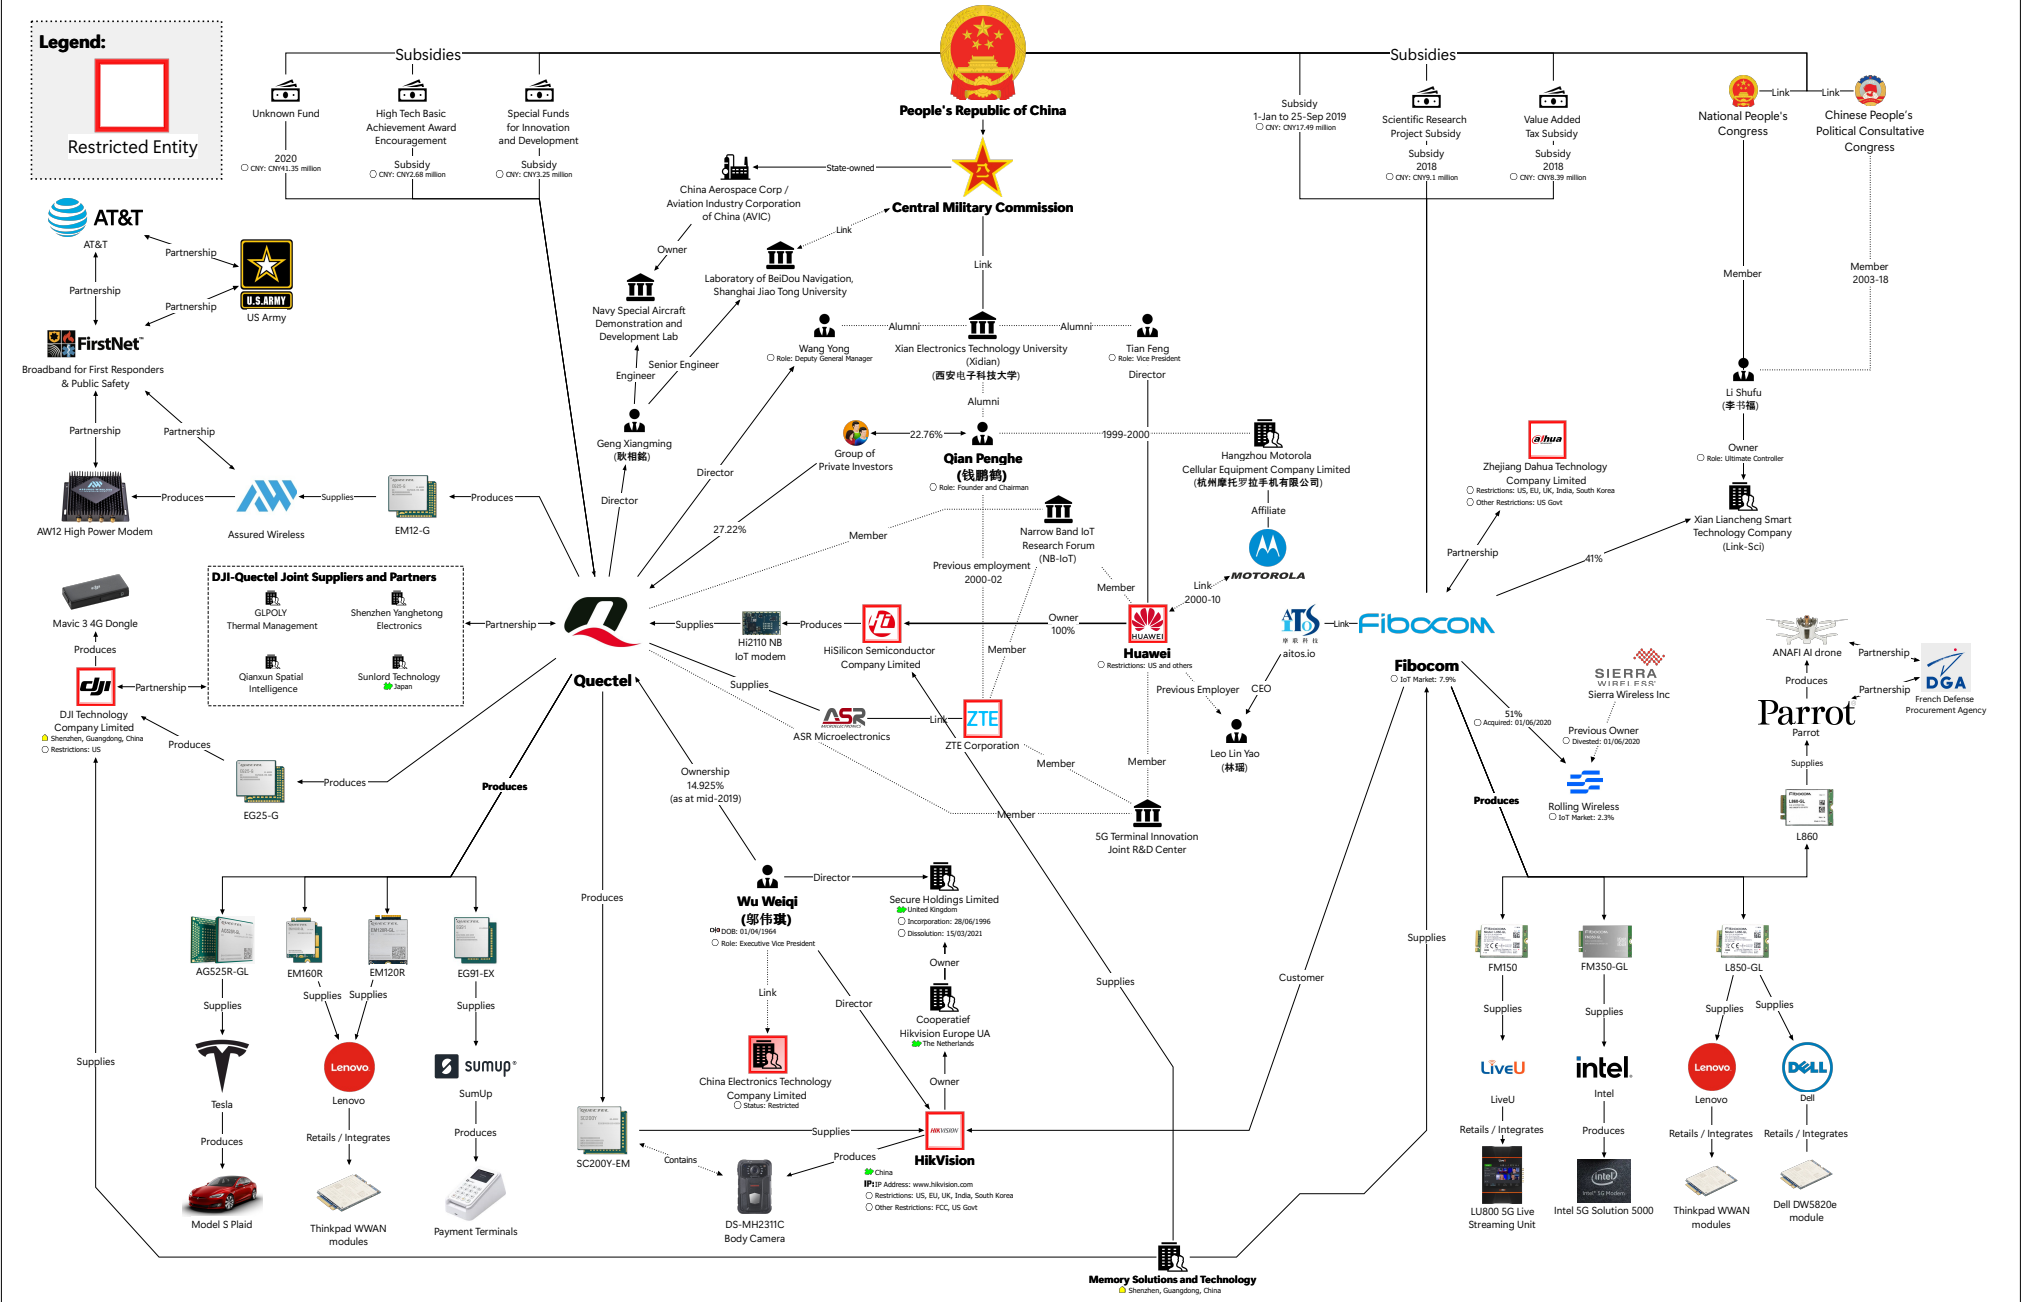 Legend:
Restricted Entity
Subsidies
Subsidies
People's Republic of China
Unknown Fund
2020
CNY: CNY41.35 million
High Tech Basic
Achievement Award
Encouragement
Subsidy
CNY: CNY2.68 million
Special Funds
for Innovation
and Development
Subsidy
CNY: CNY3.25 million
Subsidy
1-Jan to 25-Sep 2019
CNY: CNY17.49 million
Scientific Research
Project Subsidy
Subsidy
2018
CNY: CNY9.1 million
Value Added
Tax Subsidy
Subsidy
2018
CNY: CNY8.39 million
Link
Link
National People's
Congress
Chinese People's
Political Consultative
Congress
Member
Member
2003-18
Li Shufu
(李书福)
Owner
Role: Ultimate Controller
Xian Liancheng Smart
Technology Company
(Link-Sci)
41%
State-owned
Central Military Commission
China Aerospace Corp /
Aviation Industry Corporation
of China (AVIC)
Owner
Link
Link
Laboratory of BeiDou Navigation,
Shanghai Jiao Tong University
Navy Special Aircraft
Demonstration and
Development Lab
Engineer
Senior Engineer
Geng Xiangming
(耿相銘)
Director
Director
Wang Yong
Role: Deputy General Manager
Alumni
Xian Electronics Technology University
(Xidian)
(西安电子科技大学)
Alumni
Tian Feng
Role: Vice President
Director
Alumni
Group of
Private Investors
22.76%
27.22%
Qian Penghe
(钱鹏鹤)
Role: Founder and Chairman
1999-2000
Hangzhou Motorola
Cellular Equipment Company Limited
(杭州摩托罗拉手机有限公司)
Affiliate
MOTOROLA
Link
2000-10
Previous employment
2000-02
Member
Narrow Band IoT
Research Forum
(NB-IoT)
Member
Member
AT&T
AT&T
Partnership
Partnership
Partnership
U.S.ARMY
US Army
FirstNet
Broadband for First Responders
& Public Safety
Partnership
Partnership
AW12 High Power Modem
Produces
AW
Assured Wireless
Supplies
EM12-G
Produces
DJI-Quectel Joint Suppliers and Partners
GLPOLY
Thermal Management
Shenzhen Yanghetong
Electronics
Qianxun Spatial
Intelligence
Sunlord Technology
Japan
Partnership
Mavic 3 4G Dongle
Produces
dji
DJI Technology
Company Limited
Shenzhen, Guangdong, China
Restrictions: US
Partnership
Produces
EG25-G
Produces
Quectel
Supplies
Hi2110 NB
IoT modem
Produces
Hi
HiSilicon Semiconductor
Company Limited
Owner
100%
HUAWEI
Huawei
Restrictions: US and others
Supplies
ASR
MICROELECTRONICS
ASR Microelectronics
Link
ZTE
ZTE Corporation
Member
Member
Member
5G Terminal Innovation
Joint R&D Center
Previous Employer
CEO
Leo Lin Yao
(林瑶)
AITOS
摩联科技
aitos.io
Link
Fibocom
Fibocom
IoT Market: 7.9%
alhua
Zhejiang Dahua Technology
Company Limited
Restrictions: US, EU, UK, India, South Korea
Other Restrictions: US Govt
Partnership
51%
Acquired: 01/06/2020
SIERRA
WIRELESS
Sierra Wireless Inc
Previous Owner
Divested: 01/06/2020
Rolling Wireless
IoT Market: 2.3%
ANAFI AI drone
Partnership
Produces
DGA
French Defense
Procurement Agency
Partnership
Parrot
Parrot
Supplies
L860
Produces
Produces
Ownership
14.925%
(as at mid-2019)
Wu Weiqi
(邬伟琪)
DOB: 01/04/1964
Role: Executive Vice President
Director
Secure Holdings Limited
United Kingdom
Incorporation: 28/06/1996
Dissolution: 15/03/2021
Owner
Cooperatief
Hikvision Europe UA
The Netherlands
Owner
Link
China Electronics Technology
Company Limited
Status: Restricted
Director
HIKVISION
HikVision
China
IP: IP Address: www.hikvision.com
Restrictions: US, EU, UK, India, South Korea
Other Restrictions: FCC, US Govt
Produces
SC200Y-EM
Supplies
Contains
Produces
DS-MH2311C
Body Camera
Customer
Supplies
Supplies
Supplies
Memory Solutions and Technology
Shenzhen, Guangdong, China
AG525R-GL
Supplies
Tesla
Produces
Model S Plaid
EM160R
EM120R
Supplies
Supplies
Lenovo
Lenovo
Retails / Integrates
Thinkpad WWAN
modules
EG91-EX
Supplies
sumup
SumUp
Produces
Payment Terminals
FM150
Supplies
LiveU
LiveU
Retails / Integrates
LU800 5G Live
Streaming Unit
FM350-GL
Supplies
intel
Intel
Produces
intel
Intel 5G Solution 5000
L850-GL
Supplies
Supplies
Lenovo
Lenovo
Retails / Integrates
Thinkpad WWAN
modules
DELL
Dell
Retails / Integrates
Dell DW5820e
module